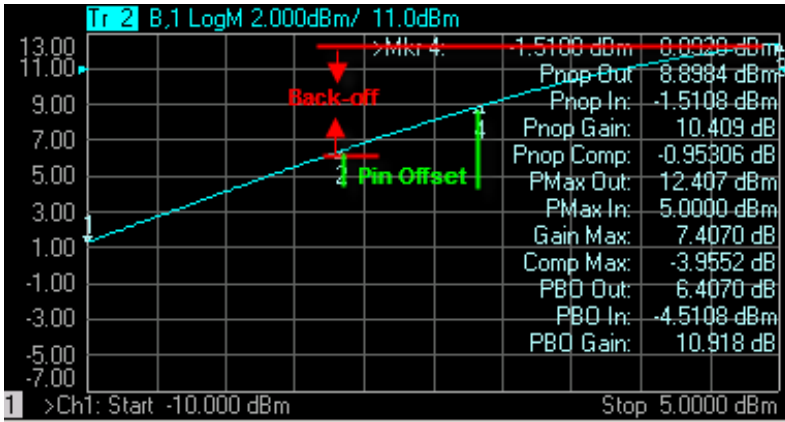 Tr 2 B,1 LogM 2.000dBm/ 11.0dBm
13.00
11.00
9.00
7.00
5.00
3.00
1.00
-1.00
-3.00
-5.00
-7.00
Back-off
Pin Offset
1
2
4
>Mkr 4: -1.5108 dBm 8.8920 dBm
Pnop Out 8.8984 dBm
Pnop In: -1.5108 dBm
Pnop Gain: 10.409 dB
Pnop Comp: -0.95306 dB
PMax Out: 12.407 dBm
PMax In: 5.0000 dBm
Gain Max: 7.4070 dB
Comp Max: -3.9552 dB
PBO Out: 6.4070 dB
PBO In: -4.5108 dBm
PBO Gain: 10.918 dB
1 >Ch1: Start -10.000 dBm Stop 5.0000 dBm